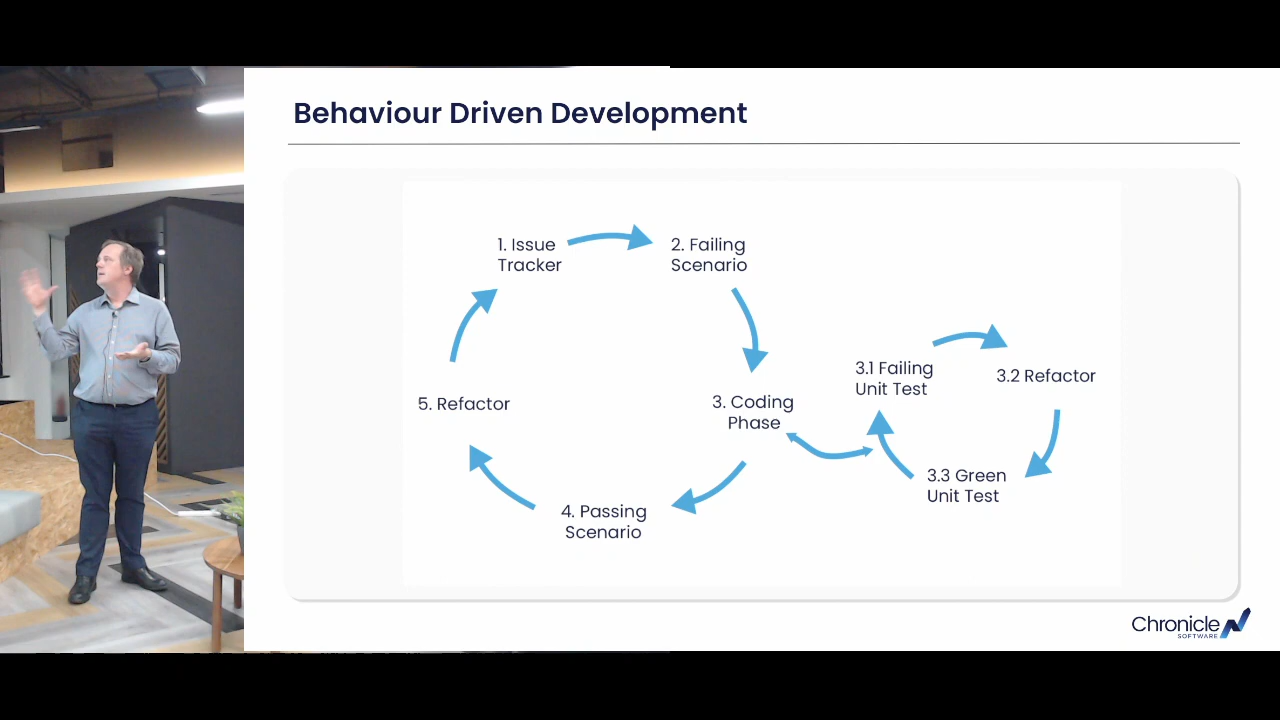 Behaviour Driven Development
1. Issue
Tracker
2. Failing
Scenario
3.1 Failing
Unit Test
3.2 Refactor
5. Refactor
3. Coding
Phase
3.3 Green
Unit Test
4. Passing
Scenario
Chronicle
SOFTWARE